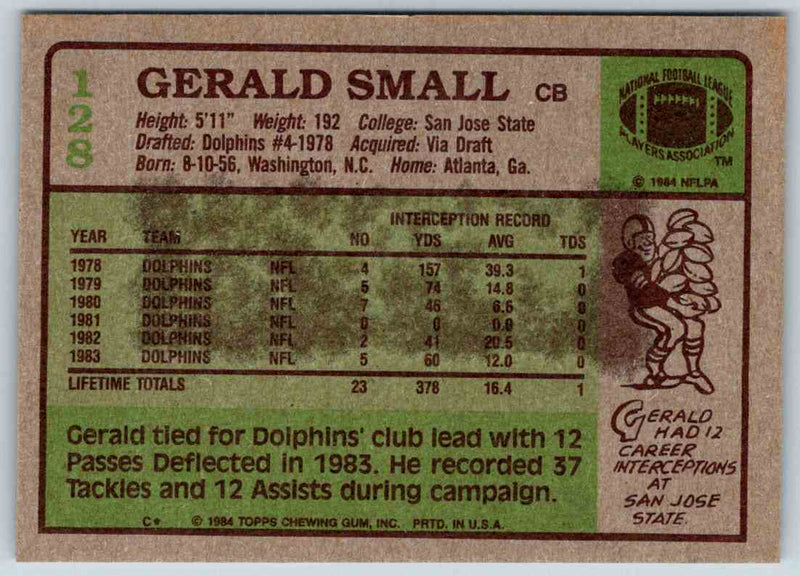 128
GERALD SMALL CB
Height: 5'11" Weight: 192 College: San Jose State
Drafted: Dolphins #4-1978 Acquired: Via Draft
Born: 8-10-56, Washington, N.C. Home: Atlanta, Ga.
NATIONAL FOOTBALL LEAGUE
PLAYERS ASSOCIATION
TM
© 1984 NFLPA
INTERCEPTION RECORD
YEAR TEAM NO YDS AVG TDS
1978 DOLPHINS NFL 4 157 39.3 1
1979 DOLPHINS NFL 5 74 14.8 0
1980 DOLPHINS NFL 7 46 6.6 0
1981 DOLPHINS NFL 0 0 0.0 0
1982 DOLPHINS NFL 2 41 20.5 0
1983 DOLPHINS NFL 5 60 12.0 0
LIFETIME TOTALS 23 378 16.4 1
Gerald tied for Dolphins' club lead with 12
Passes Deflected in 1983. He recorded 37
Tackles and 12 Assists during campaign.
GERALD
HAD 12
CAREER
INTERCEPTIONS
AT
SAN JOSE
STATE.
C* © 1984 TOPPS CHEWING GUM, INC. PRTD. IN U.S.A.